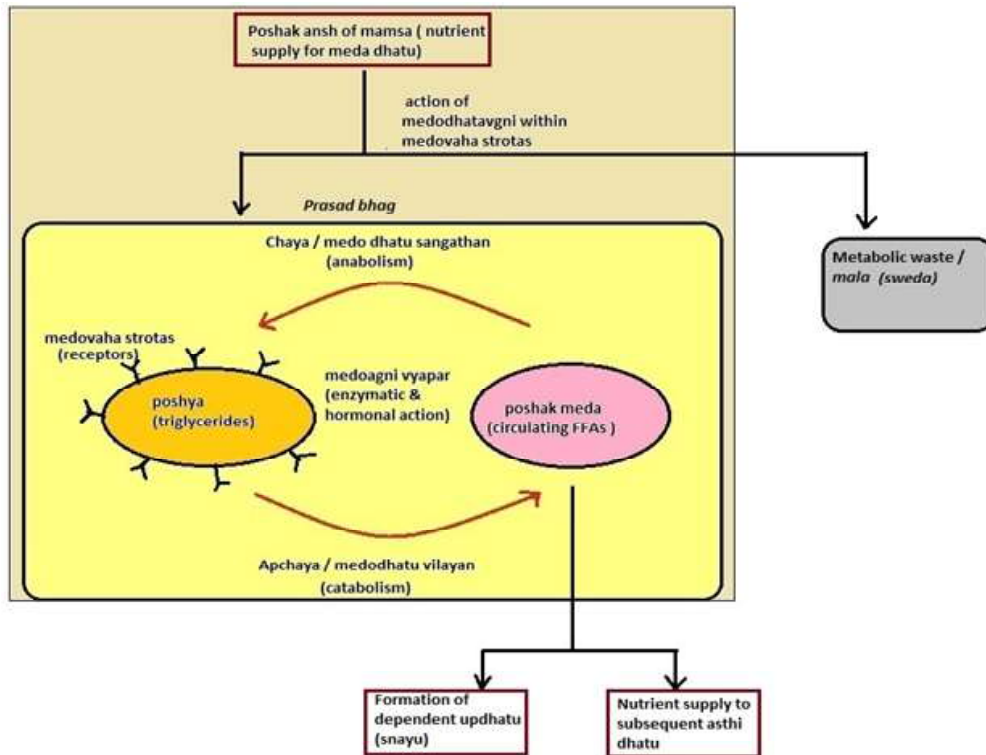 Poshak ansh of mamsa ( nutrient
supply for meda dhatu)
action of
medodhatavgni within
medovaha strotas
Prasad bhag
Chaya / medo dhatu sangathan
(anabolism)
Metabolic waste /
mala (sweda)
medovaha strotas
(receptors)
poshya
(triglycerides)
medoagni vyapar
(enzymatic &
hormonal action)
poshak meda
(circulating FFAs )
Apchaya / medodhatu vilayan
(catabolism)
Formation of
dependent updhatu
(snayu)
Nutrient supply to
subsequent asthi
dhatu